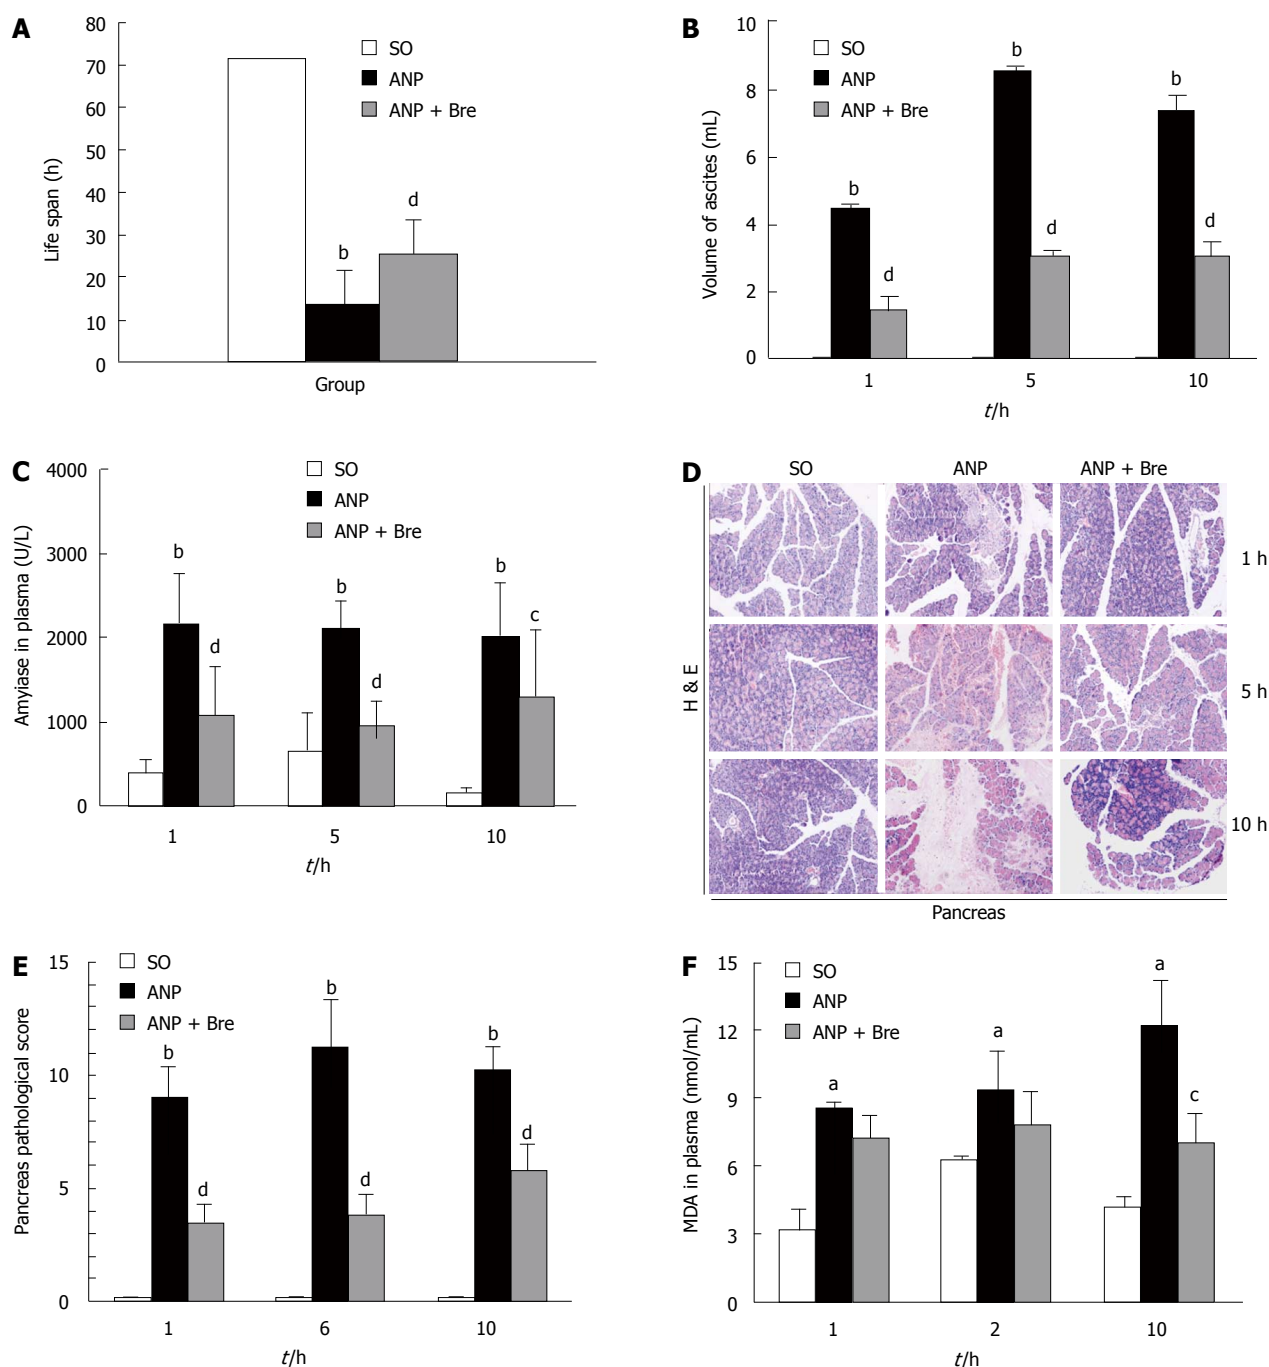 A
80
70
60
50
40
30
20
10
0
Life span (h)
SO
ANP
ANP + Bre
b
d
Group
B
10
8
6
4
2
0
Volume of ascites (mL)
SO
ANP
ANP + Bre
b
d
b
d
b
d
1 5 10
t/h
C
4000
3000
2000
1000
0
Amyiase in plasma (U/L)
SO
ANP
ANP + Bre
b
d
b
d
b
c
1 5 10
t/h
D
SO ANP ANP + Bre
1 h
5 h
10 h
H & E
Pancreas
E
15
10
5
0
Pancreas pathological score
SO
ANP
ANP + Bre
b
d
b
d
b
d
1 6 10
t/h
F
15
12
9
6
3
0
MDA in plasma (nmol/mL)
SO
ANP
ANP + Bre
a
a
a
c
1 2 10
t/h